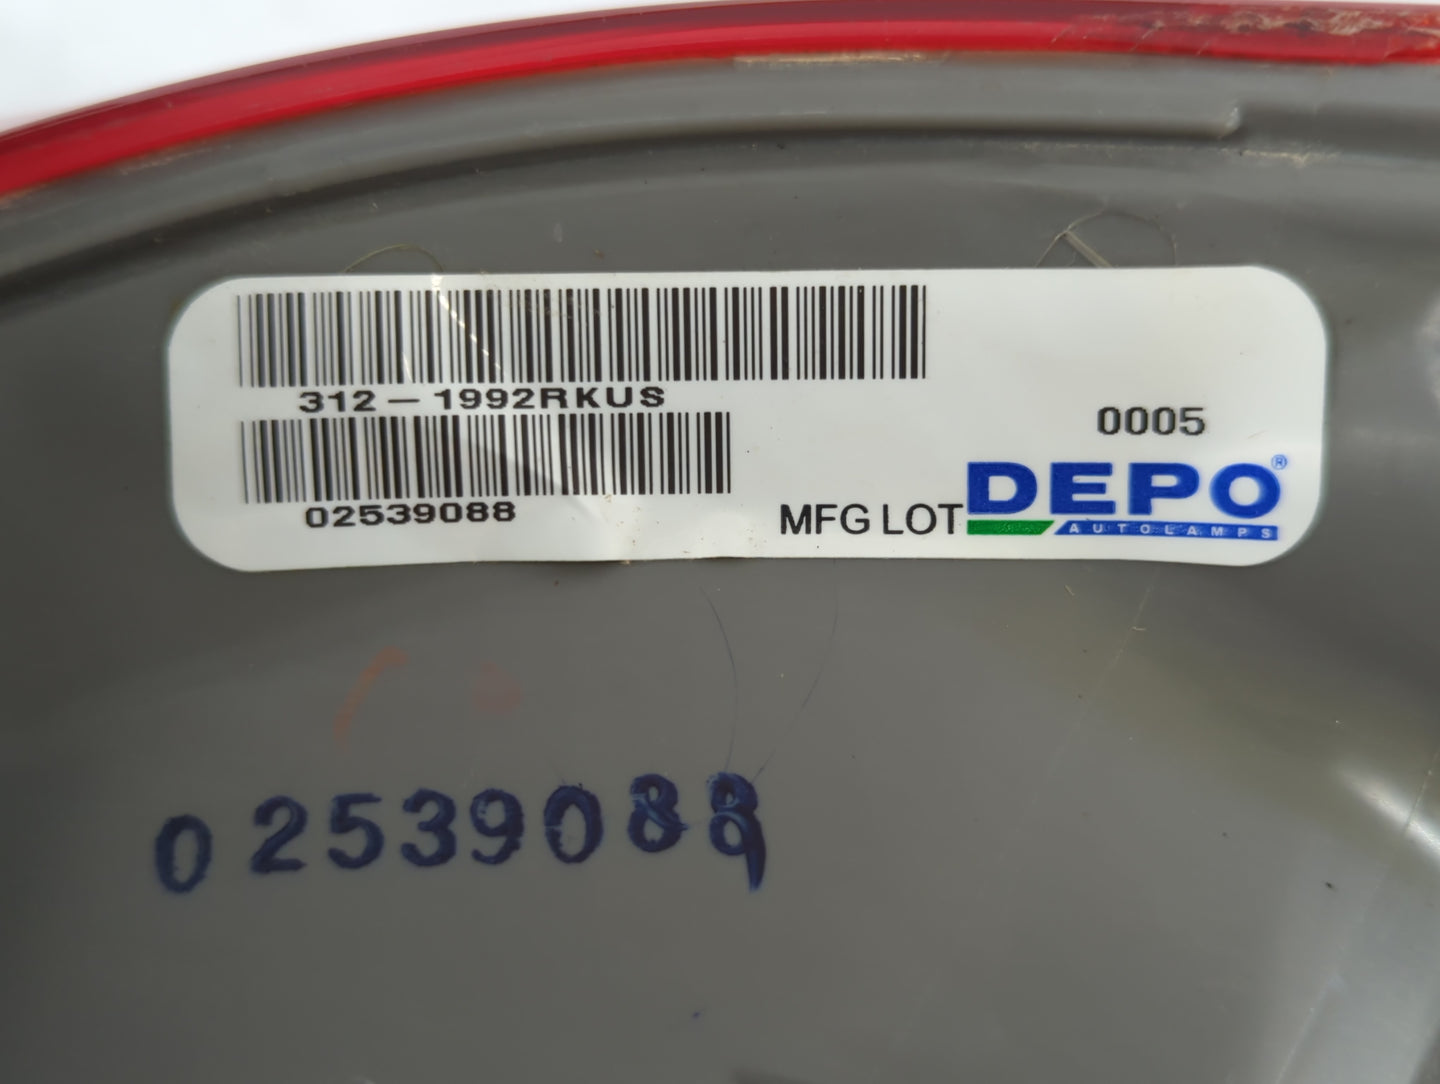 312-1992RKUS
02539088
0005
MFG LOT
DEPO®
AUTOLAMPS
02539088